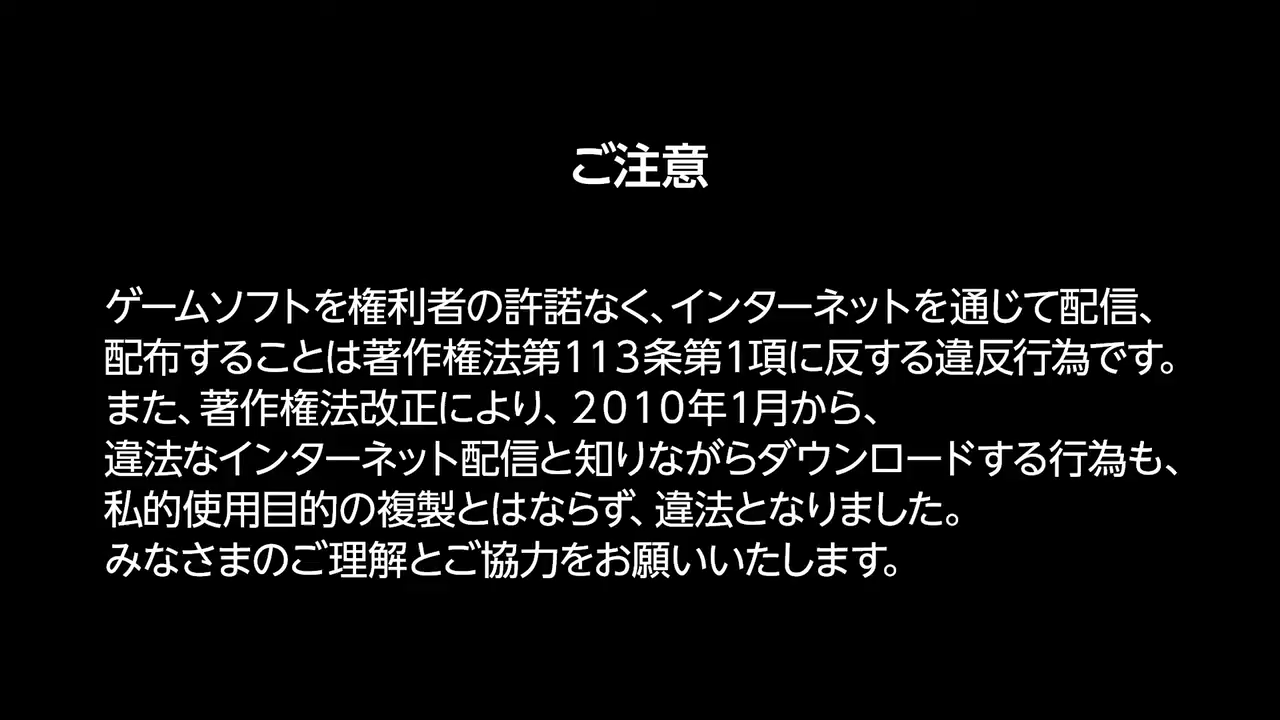 ご注意
ゲームソフトを権利者の許諾なく、インターネットを通じて配信、
配布することは著作権法第113条第1項に反する違反行為です。
また、著作権法改正により、2010年1月から、
違法なインターネット配信と知りながらダウンロードする行為も、
私的使用目的の複製とはならず、違法となりました。
みなさまのご理解とご協力をお願いいたします。